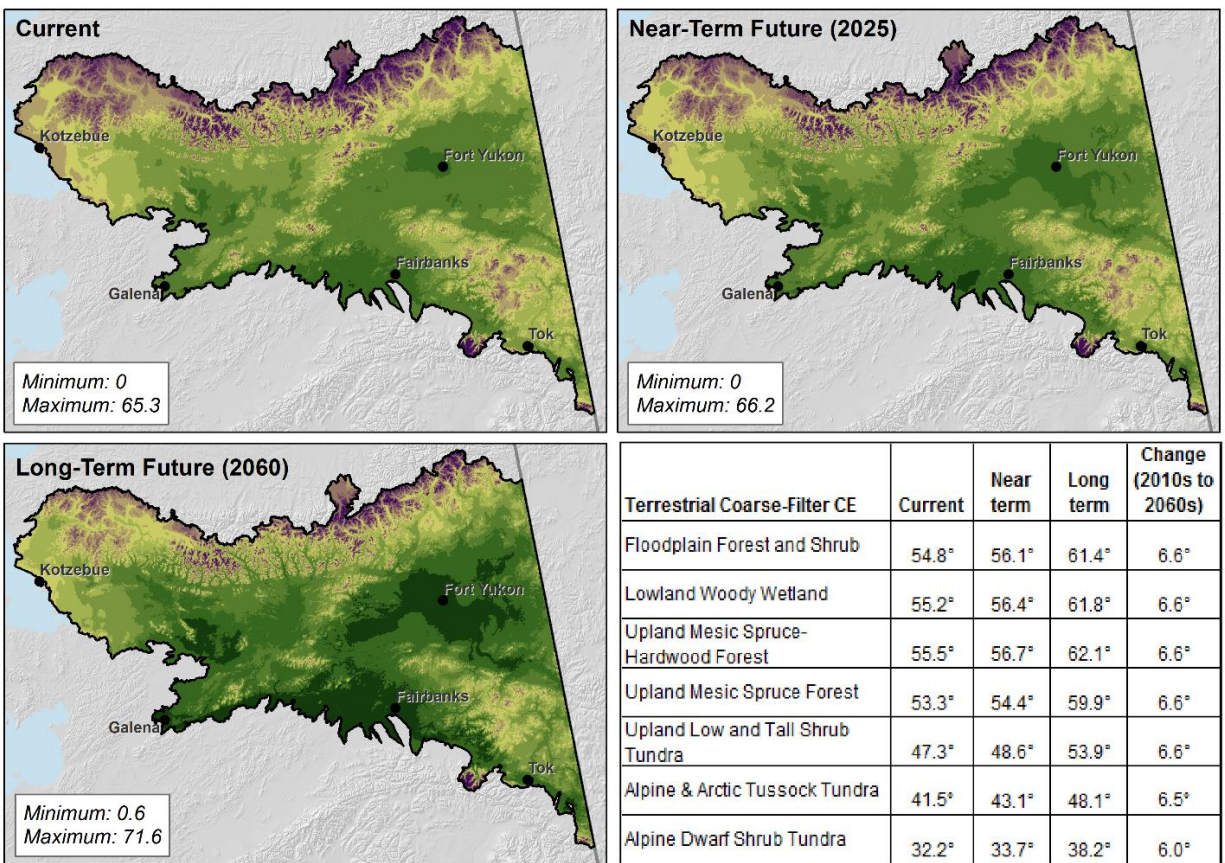 Current
Kotzebue
Fort Yukon
Fairbanks
Galena
Tok
Minimum: 0
Maximum: 65.3
Near-Term Future (2025)
Kotzebue
Fort Yukon
Fairbanks
Galena
Tok
Minimum: 0
Maximum: 66.2
Long-Term Future (2060)
Kotzebue
Fort Yukon
Fairbanks
Galena
Tok
Minimum: 0.6
Maximum: 71.6
Terrestrial Coarse-Filter CE Current Near term Long term Change (2010s to 2060s)
Floodplain Forest and Shrub 54.8° 56.1° 61.4° 6.6°
Lowland Woody Wetland 55.2° 56.4° 61.8° 6.6°
Upland Mesic Spruce-
Hardwood Forest 55.5° 56.7° 62.1° 6.6°
Upland Mesic Spruce Forest 53.3° 54.4° 59.9° 6.6°
Upland Low and Tall Shrub
Tundra 47.3° 48.6° 53.9° 6.6°
Alpine & Arctic Tussock Tundra 41.5° 43.1° 48.1° 6.5°
Alpine Dwarf Shrub Tundra 32.2° 33.7° 38.2° 6.0°